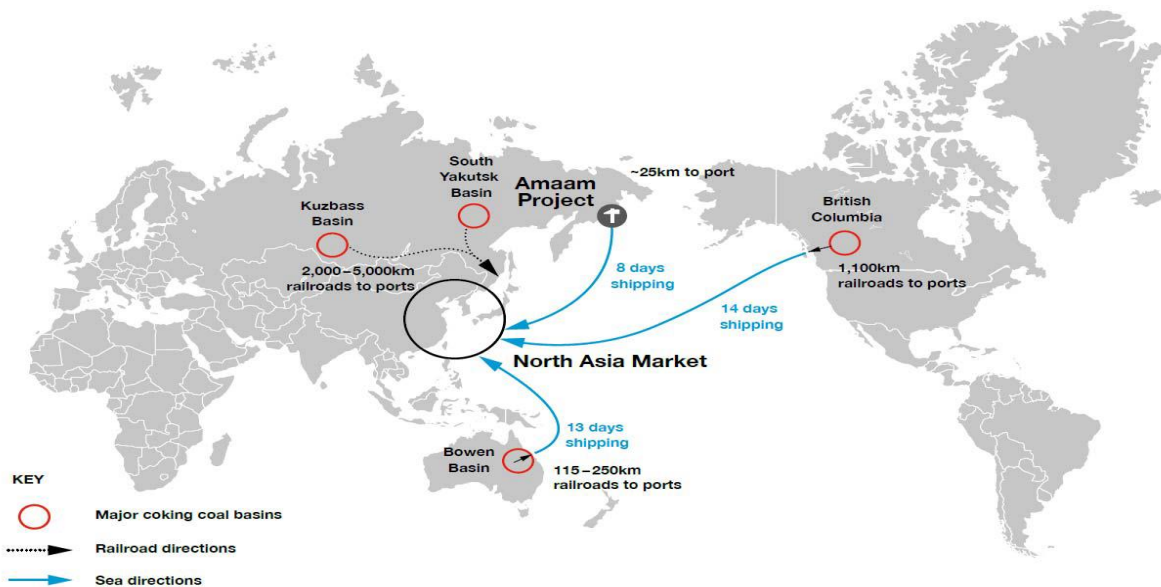 South
Yakutsk
Basin
Amaam
Project
~25km to port
Kuzbass
Basin
British
Columbia
2,000–5,000km
railroads to ports
8 days
shipping
1,100km
railroads to ports
14 days
shipping
North Asia Market
13 days
shipping
Bowen
Basin
115–250km
railroads to ports
KEY
Major coking coal basins
Railroad directions
Sea directions